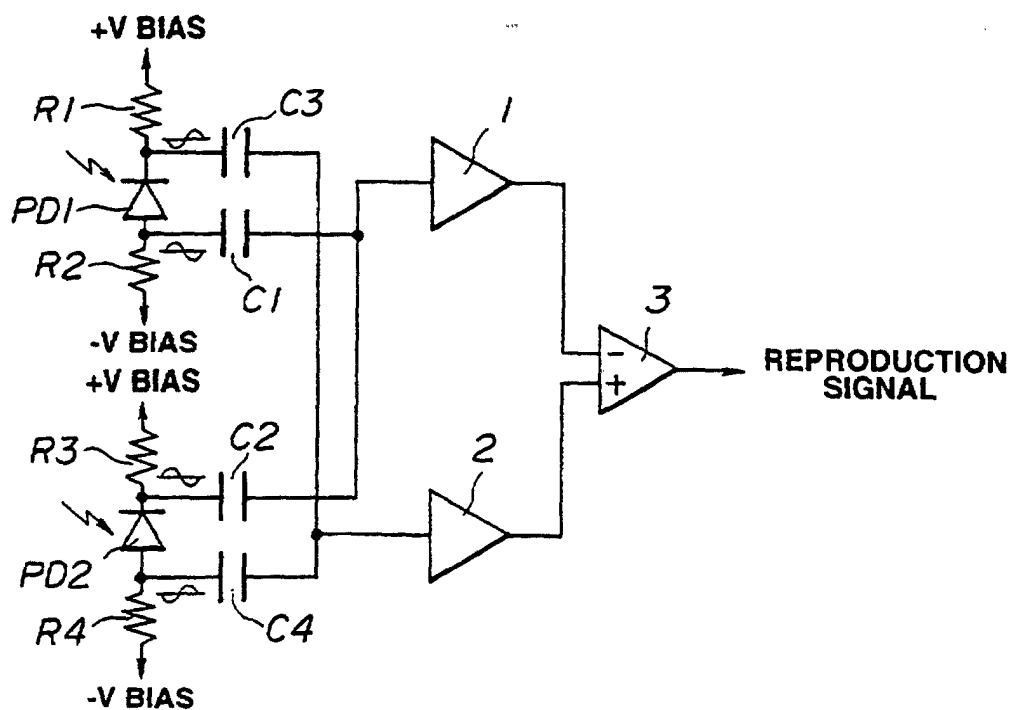 +V BIAS
R1
C3
1
PD1
R2
C1
-V BIAS
3
-
+
REPRODUCTION
SIGNAL
+V BIAS
R3
C2
2
PD2
R4
C4
-V BIAS